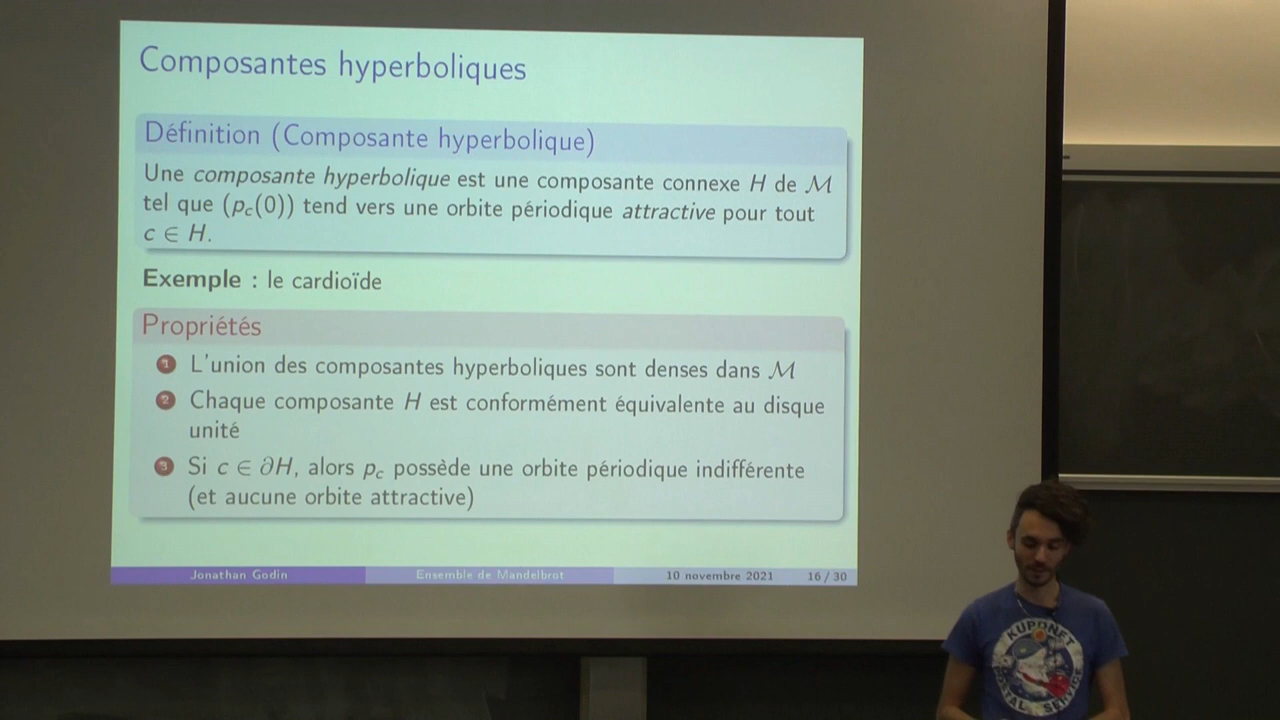 Composantes hyperboliques
Définition (Composante hyperbolique)
Une composante hyperbolique est une composante connexe H de ℳ
tel que (p_c(0)) tend vers une orbite périodique attractive pour tout
c ∈ H.
Exemple : le cardioïde
Propriétés
1 L'union des composantes hyperboliques sont denses dans ℳ
2 Chaque composante H est conformément équivalente au disque
unité
3 Si c ∈ ∂H, alors p_c possède une orbite périodique indifférente
(et aucune orbite attractive)
Jonathan Godin Ensemble de Mandelbrot 10 novembre 2021 16 / 30
KUPONET
POSTAL SERVICE